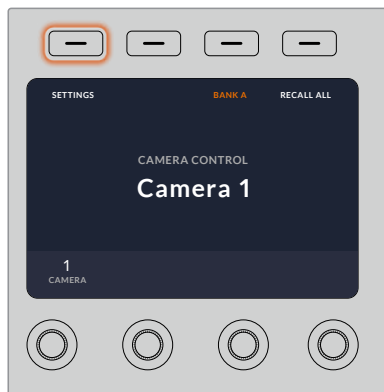 SETTINGS BANK A RECALL ALL
CAMERA CONTROL
Camera 1
1
CAMERA